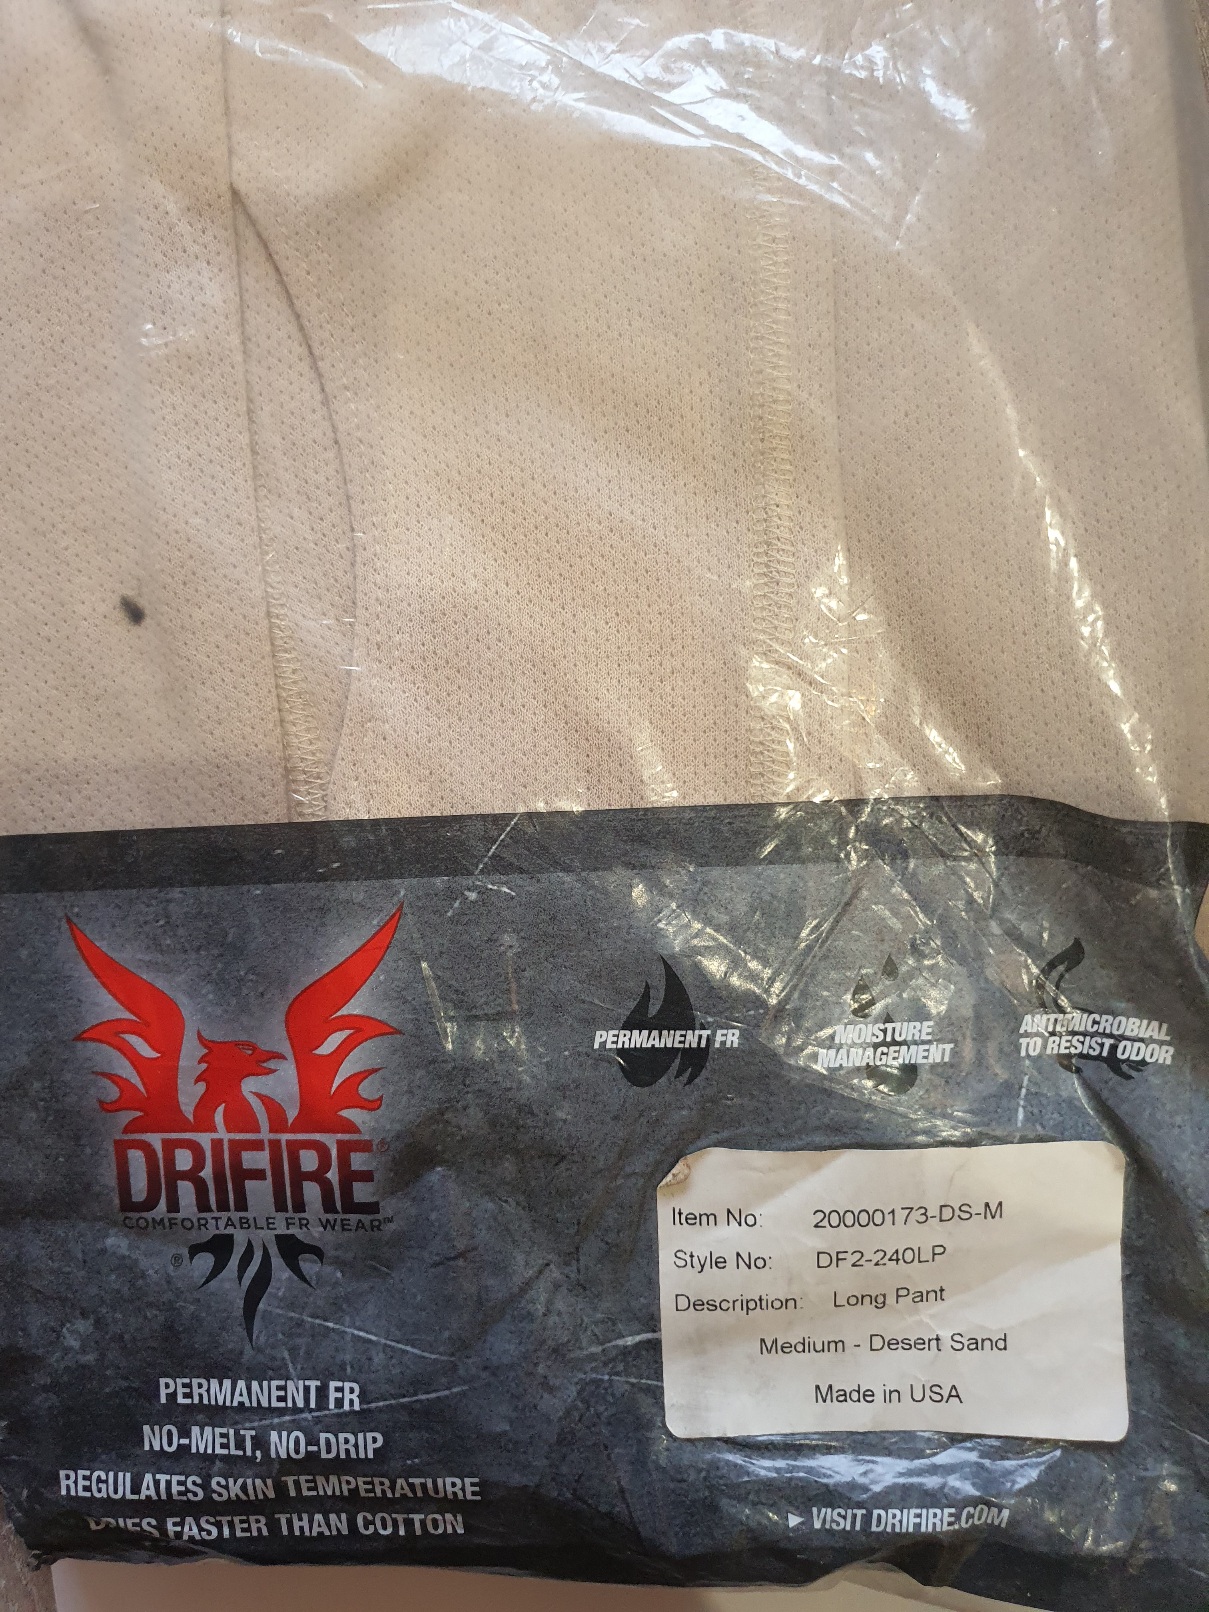 PERMANENT FR
MOISTURE
MANAGEMENT
ANTIMICROBIAL
TO RESIST ODOR
DRIFIRE®
COMFORTABLE FR WEAR™
®
Item No: 20000173-DS-M
Style No: DF2-240LP
Description: Long Pant
Medium - Desert Sand
Made in USA
PERMANENT FR
NO-MELT, NO-DRIP
REGULATES SKIN TEMPERATURE
DRIES FASTER THAN COTTON
► VISIT DRIFIRE.COM